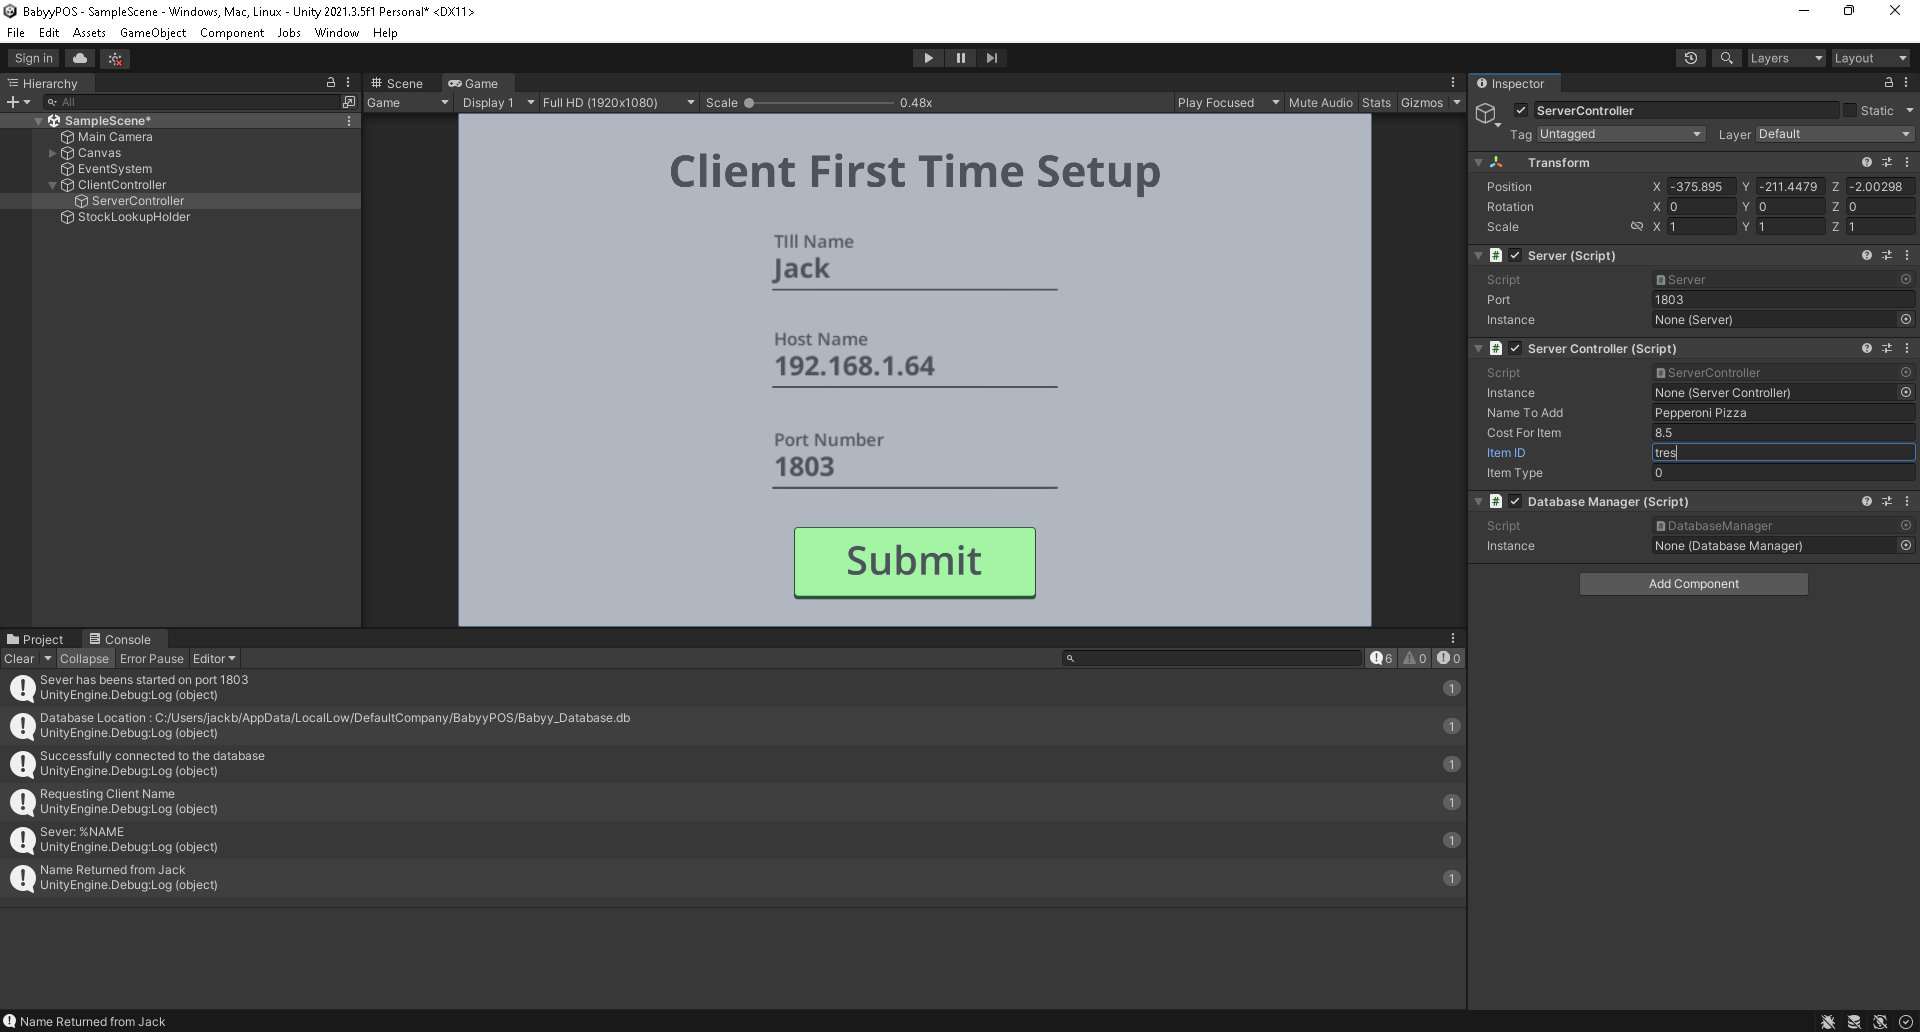 BabyyPOS - SampleScene - Windows, Mac, Linux - Unity 2021.3.5f1 Personal* <DX11>
File Edit Assets GameObject Component Jobs Window Help
Sign in
Layers
Layout
Hierarchy
All
SampleScene*
Main Camera
Canvas
EventSystem
ClientController
ServerController
StockLookupHolder
Scene Game
Game Display 1 Full HD (1920x1080) Scale 0.48x Play Focused Mute Audio Stats Gizmos
Client First Time Setup
TIll Name
Jack
Host Name
192.168.1.64
Port Number
1803
Submit
Inspector
ServerController Static
Tag Untagged Layer Default
Transform
Position X -375.895 Y -211.4479 Z -2.00298
Rotation X 0 Y 0 Z 0
Scale X 1 Y 1 Z 1
Server (Script)
Script Server
Port 1803
Instance None (Server)
Server Controller (Script)
Script ServerController
Instance None (Server Controller)
Name To Add Pepperoni Pizza
Cost For Item 8.5
Item ID tres
Item Type 0
Database Manager (Script)
Script DatabaseManager
Instance None (Database Manager)
Add Component
Project Console
Clear Collapse Error Pause Editor 6 0 0
Sever has beens started on port 1803
UnityEngine.Debug:Log (object)
1
Database Location : C:/Users/jackb/AppData/LocalLow/DefaultCompany/BabyyPOS/Babyy_Database.db
UnityEngine.Debug:Log (object)
1
Successfully connected to the database
UnityEngine.Debug:Log (object)
1
Requesting Client Name
UnityEngine.Debug:Log (object)
1
Sever: %NAME
UnityEngine.Debug:Log (object)
1
Name Returned from Jack
UnityEngine.Debug:Log (object)
1
Name Returned from Jack